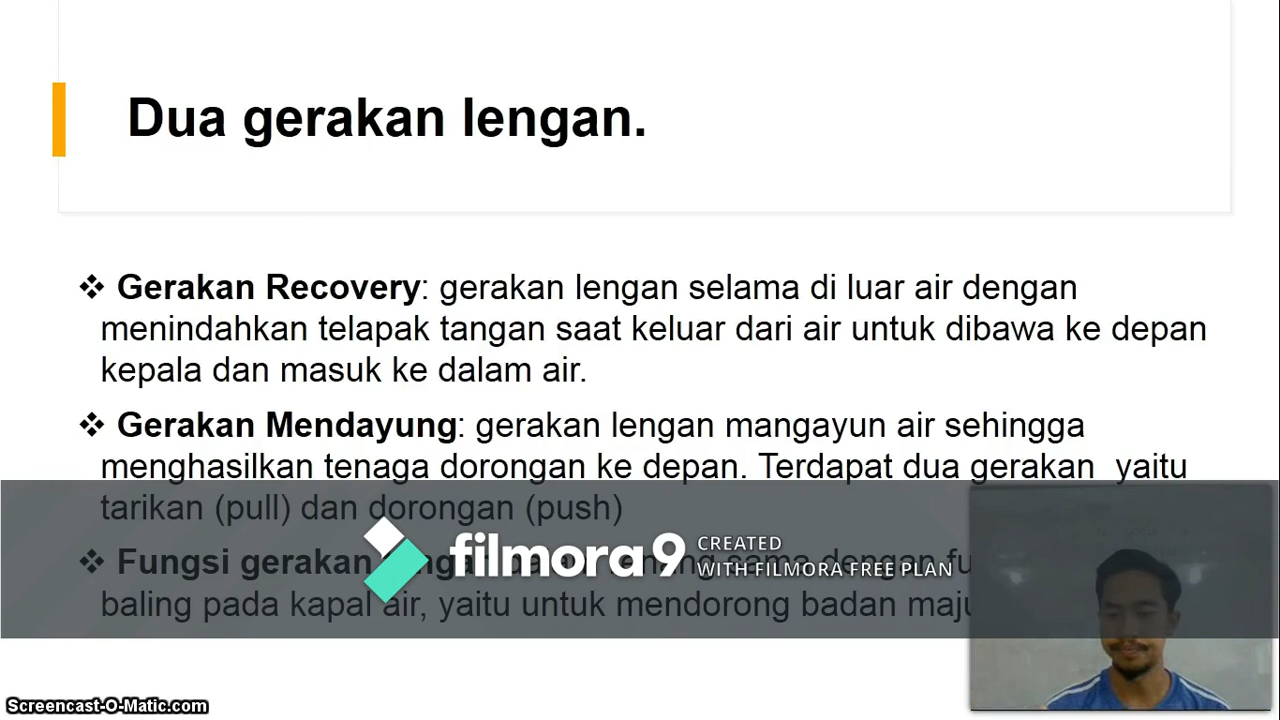 Dua gerakan lengan.
❖ Gerakan Recovery: gerakan lengan selama di luar air dengan
menindahkan telapak tangan saat keluar dari air untuk dibawa ke depan
kepala dan masuk ke dalam air.
❖ Gerakan Mendayung: gerakan lengan mangayun air sehingga
menghasilkan tenaga dorongan ke depan. Terdapat dua gerakan yaitu
tarikan (pull) dan dorongan (push)
❖ Fungsi gerakan sama dengan
baling pada kapal air, yaitu untuk mendorong badan
filmora9 CREATED
WITH FILMORA FREE PLAN
Screencast-O-Matic.com